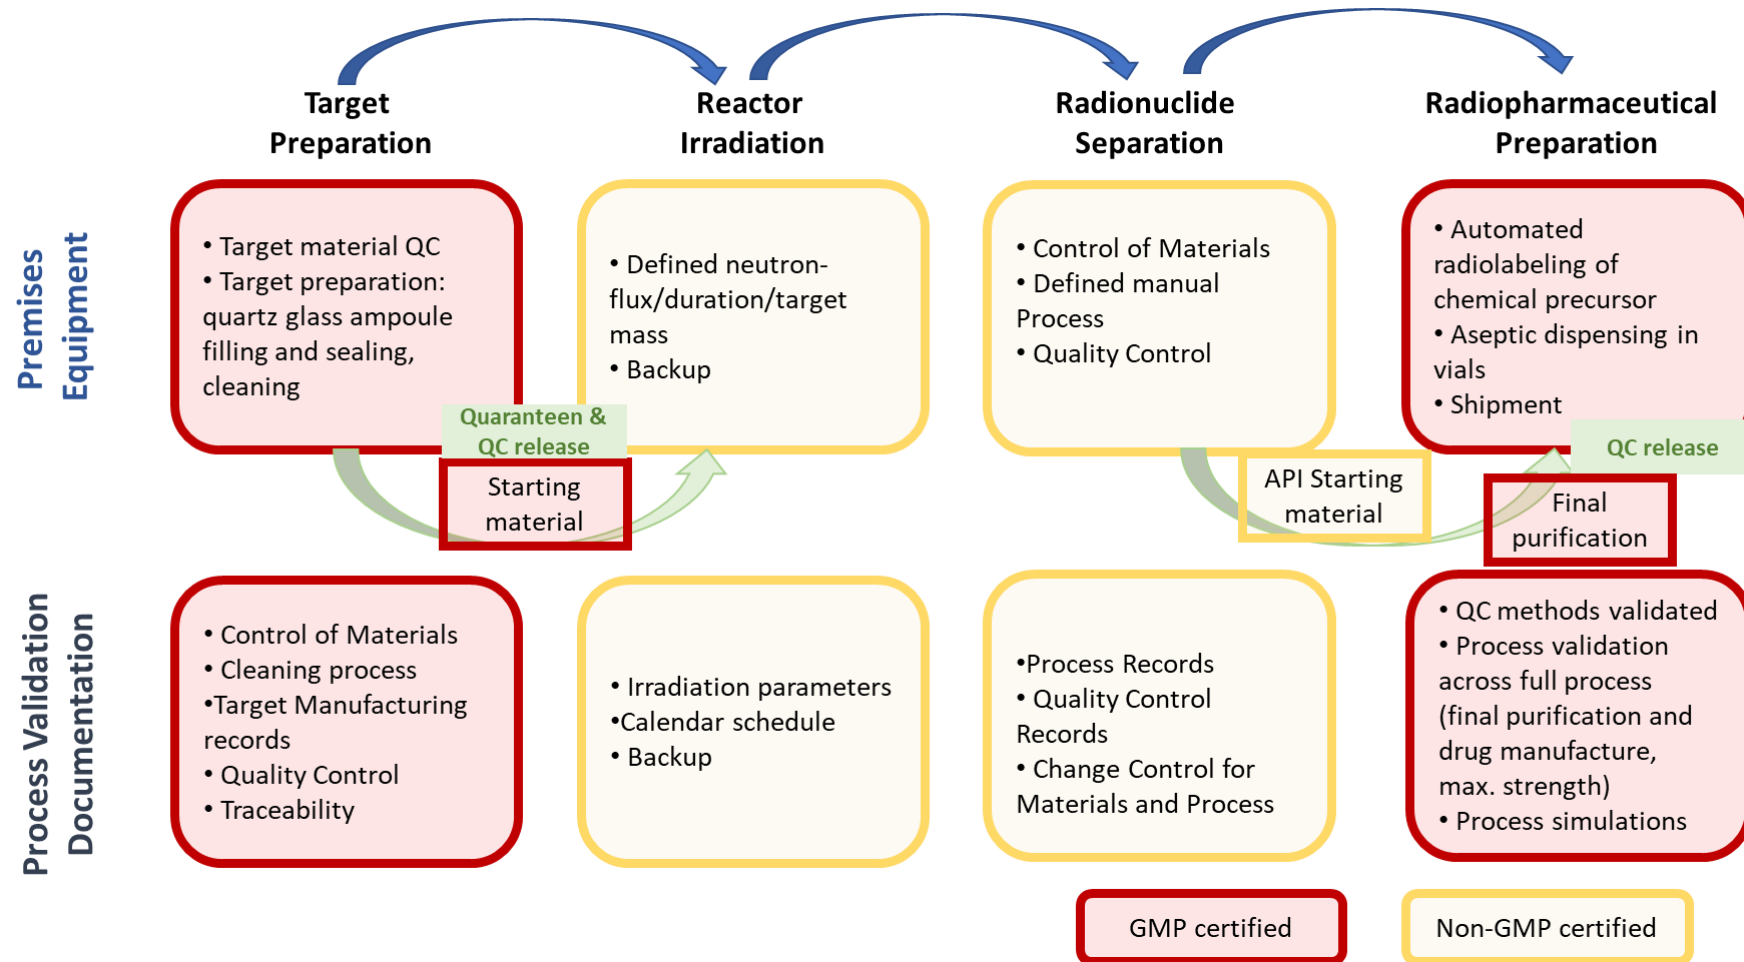 Target
Preparation
Reactor
Irradiation
Radionuclide
Separation
Radiopharmaceutical
Preparation
Premises
Equipment
• Target material QC
• Target preparation:
quartz glass ampoule
filling and sealing,
cleaning
• Defined neutron-
flux/duration/target
mass
• Backup
• Control of Materials
• Defined manual
Process
• Quality Control
• Automated
radiolabeling of
chemical precursor
• Aseptic dispensing in
vials
• Shipment
Quaranteen &
QC release
Starting
material
API Starting
material
QC release
Final
purification
Process Validation
Documentation
• Control of Materials
• Cleaning process
•Target Manufacturing
records
• Quality Control
• Traceability
• Irradiation parameters
•Calendar schedule
• Backup
•Process Records
• Quality Control
Records
• Change Control for
Materials and Process
• QC methods validated
• Process validation
across full process
(final purification and
drug manufacture,
max. strength)
• Process simulations
GMP certified
Non-GMP certified